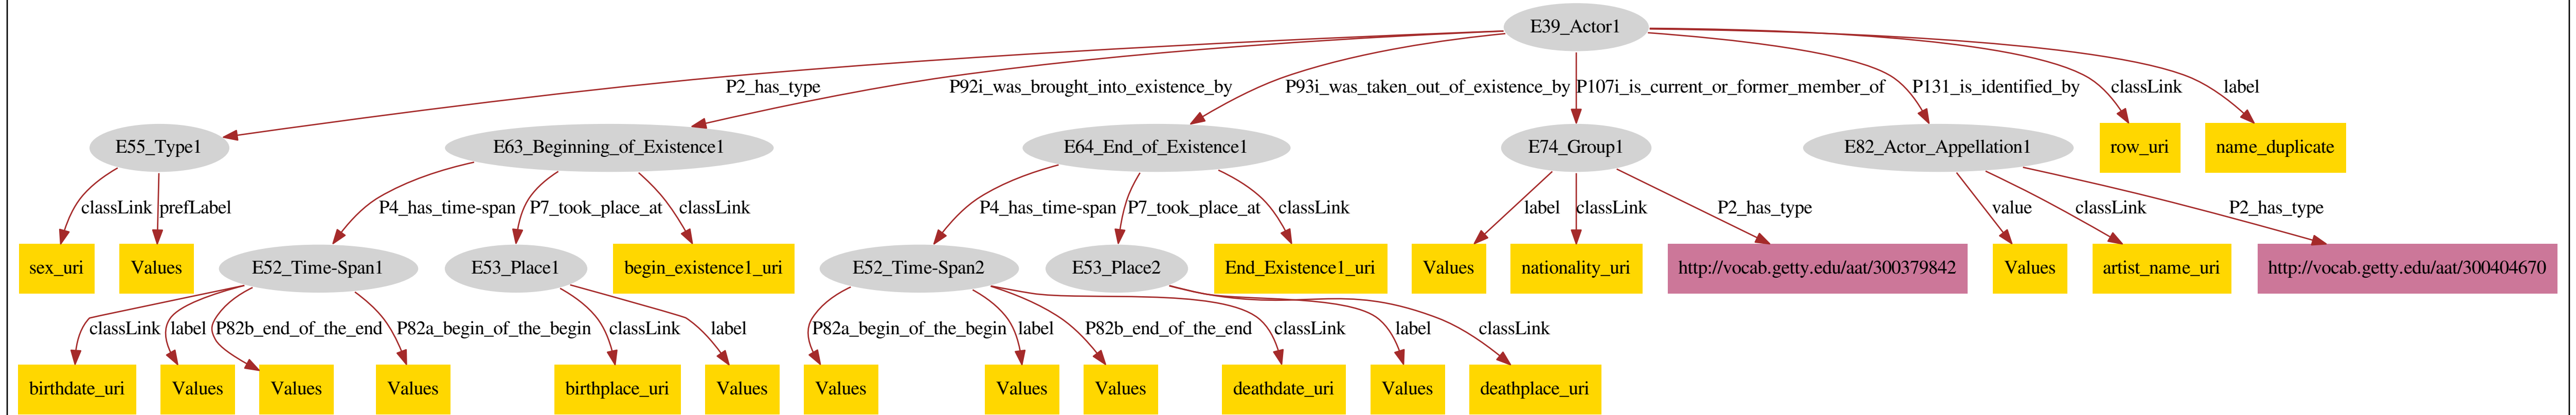 E39_Actor1
P2_has_type
P92i_was_brought_into_existence_by
P93i_was_taken_out_of_existence_by
P107i_is_current_or_former_member_of
P131_is_identified_by
classLink
label
E55_Type1
E63_Beginning_of_Existence1
E64_End_of_Existence1
E74_Group1
E82_Actor_Appellation1
row_uri
name_duplicate
classLink
prefLabel
P4_has_time-span
P7_took_place_at
classLink
P4_has_time-span
P7_took_place_at
classLink
label
classLink
P2_has_type
value
classLink
P2_has_type
sex_uri
Values
E52_Time-Span1
E53_Place1
begin_existence1_uri
E52_Time-Span2
E53_Place2
End_Existence1_uri
Values
nationality_uri
http://vocab.getty.edu/aat/300379842
Values
artist_name_uri
http://vocab.getty.edu/aat/300404670
classLink
label
P82b_end_of_the_end
P82a_begin_of_the_begin
classLink
label
P82a_begin_of_the_begin
label
P82b_end_of_the_end
classLink
label
classLink
birthdate_uri
Values
Values
Values
birthplace_uri
Values
Values
Values
Values
deathdate_uri
Values
deathplace_uri